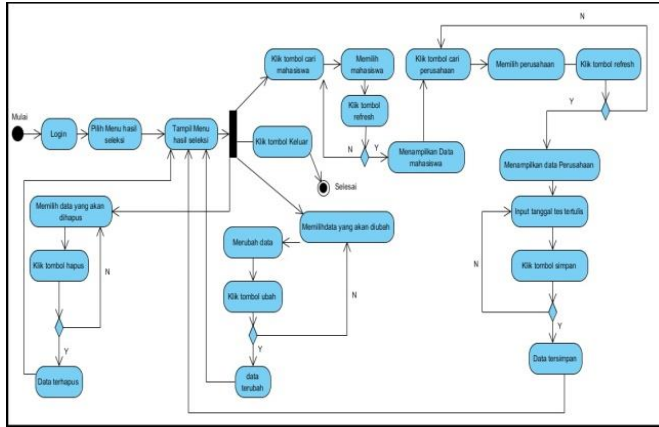 N
Klik tombol cari
mahasiswa
Memilih
mahasiswa
Klik tombol cari
perusahaan
Memilih perusahaan
Klik tombol refresh
Mulai
Klik tombol
refresh
Y
Login
Pilih Menu hasil
seleksi
Tampil Menu
hasil seleksi
Klik tombol Keluar
N
Y
Menampilkan Data
mahasiswa
Menampilkan data Perusahaan
Selesai
Memilih data yang akan
dihapus
Input tanggal tes tertulis
Memilihdata yang akan diubah
Merubah data
Klik tombol hapus
N
Klik tombol simpan
N
Klik tombol ubah
N
Y
Y
Y
Data terhapus
data
terubah
Data tersimpan